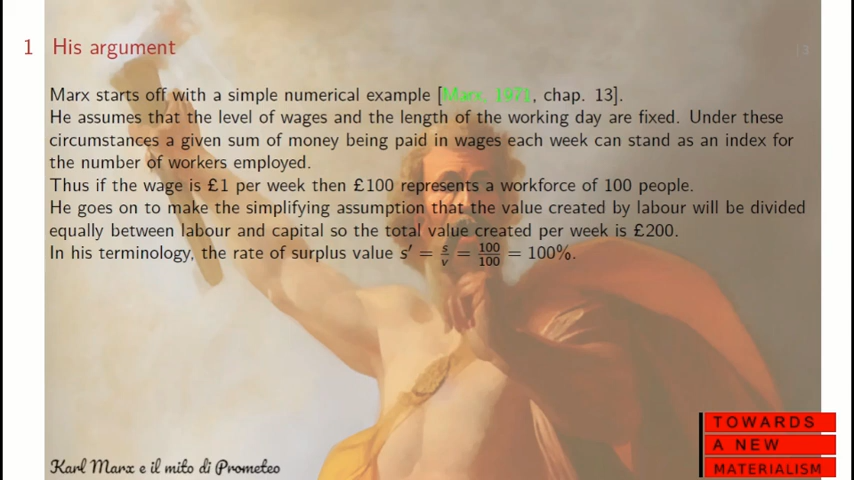 1 His argument
Marx starts off with a simple numerical example [Marx, 1971, chap. 13].
He assumes that the level of wages and the length of the working day are fixed. Under these
circumstances a given sum of money being paid in wages each week can stand as an index for
the number of workers employed.
Thus if the wage is £1 per week then £100 represents a workforce of 100 people.
He goes on to make the simplifying assumption that the value created by labour will be divided
equally between labour and capital so the total value created per week is £200.
In his terminology, the rate of surplus value s′ = s/v = 100/100 = 100%.
Karl Marx e il mito di Prometeo
TOWARDS
A NEW
MATERIALISM